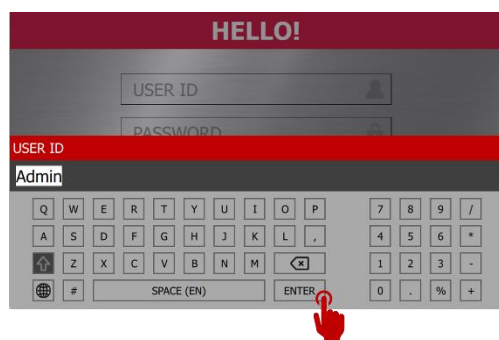 HELLO!
USER ID
PASSWORD
USER ID
Admin
Q W E R T Y U I O P 7 8 9 /
A S D F G H J K L , 4 5 6 *
Z X C V B N M 1 2 3 -
# SPACE (EN) ENTER 0 . % +